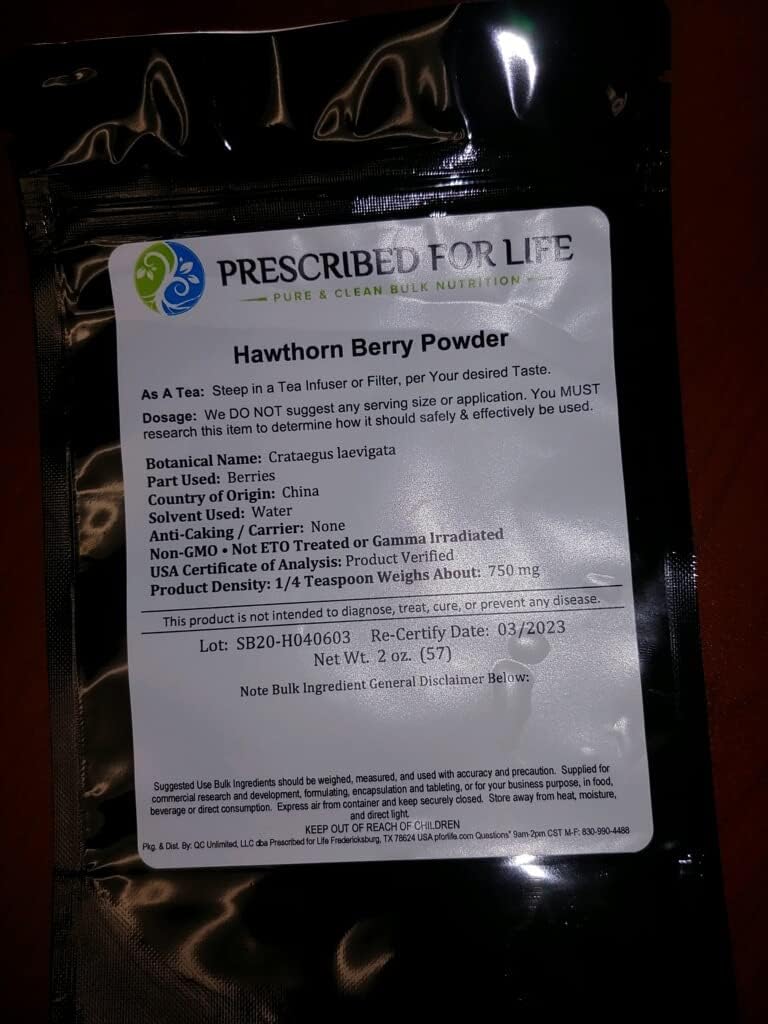 PRESCRIBED FOR LIFE
PURE & CLEAN BULK NUTRITION
Hawthorn Berry Powder
As A Tea: Steep in a Tea Infuser or Filter, per Your desired Taste.
Dosage: We DO NOT suggest any serving size or application. You MUST
research this item to determine how it should safely & effectively be used.
Botanical Name: Crataegus laevigata
Part Used: Berries
Country of Origin: China
Solvent Used: Water
Anti-Caking / Carrier: None
Non-GMO • Not ETO Treated or Gamma Irradiated
USA Certificate of Analysis: Product Verified
Product Density: 1/4 Teaspoon Weighs About: 750 mg
This product is not intended to diagnose, treat, cure, or prevent any disease.
Lot: SB20-H040603 Re-Certify Date: 03/2023
Net Wt. 2 oz. (57)
Note Bulk Ingredient General Disclaimer Below:
Suggested Use Bulk Ingredients should be weighed, measured, and used with accuracy and precaution. Supplied for
commercial research and development, formulating, encapsulation and tableting, or for your business purpose, in food,
beverage or direct consumption. Express air from container and keep securely closed. Store away from heat, moisture,
and direct light.
KEEP OUT OF REACH OF CHILDREN
Pkg. & Dist. By: QC Unlimited, LLC dba Prescribed for Life Fredericksburg, TX 78624 USA pforlife.com Questions* 9am-2pm CST M-F: 830-990-4488